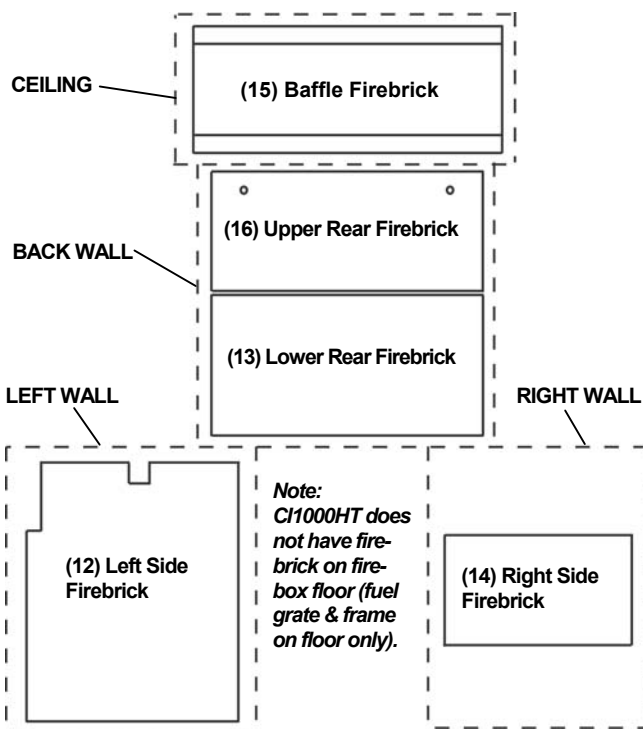 CEILING
(15) Baffle Firebrick
(16) Upper Rear Firebrick
BACK WALL
(13) Lower Rear Firebrick
LEFT WALL
RIGHT WALL
(12) Left Side
Firebrick
Note:
CI1000HT does
not have fire-
brick on fire-
box floor (fuel
grate & frame
on floor only).
(14) Right Side
Firebrick